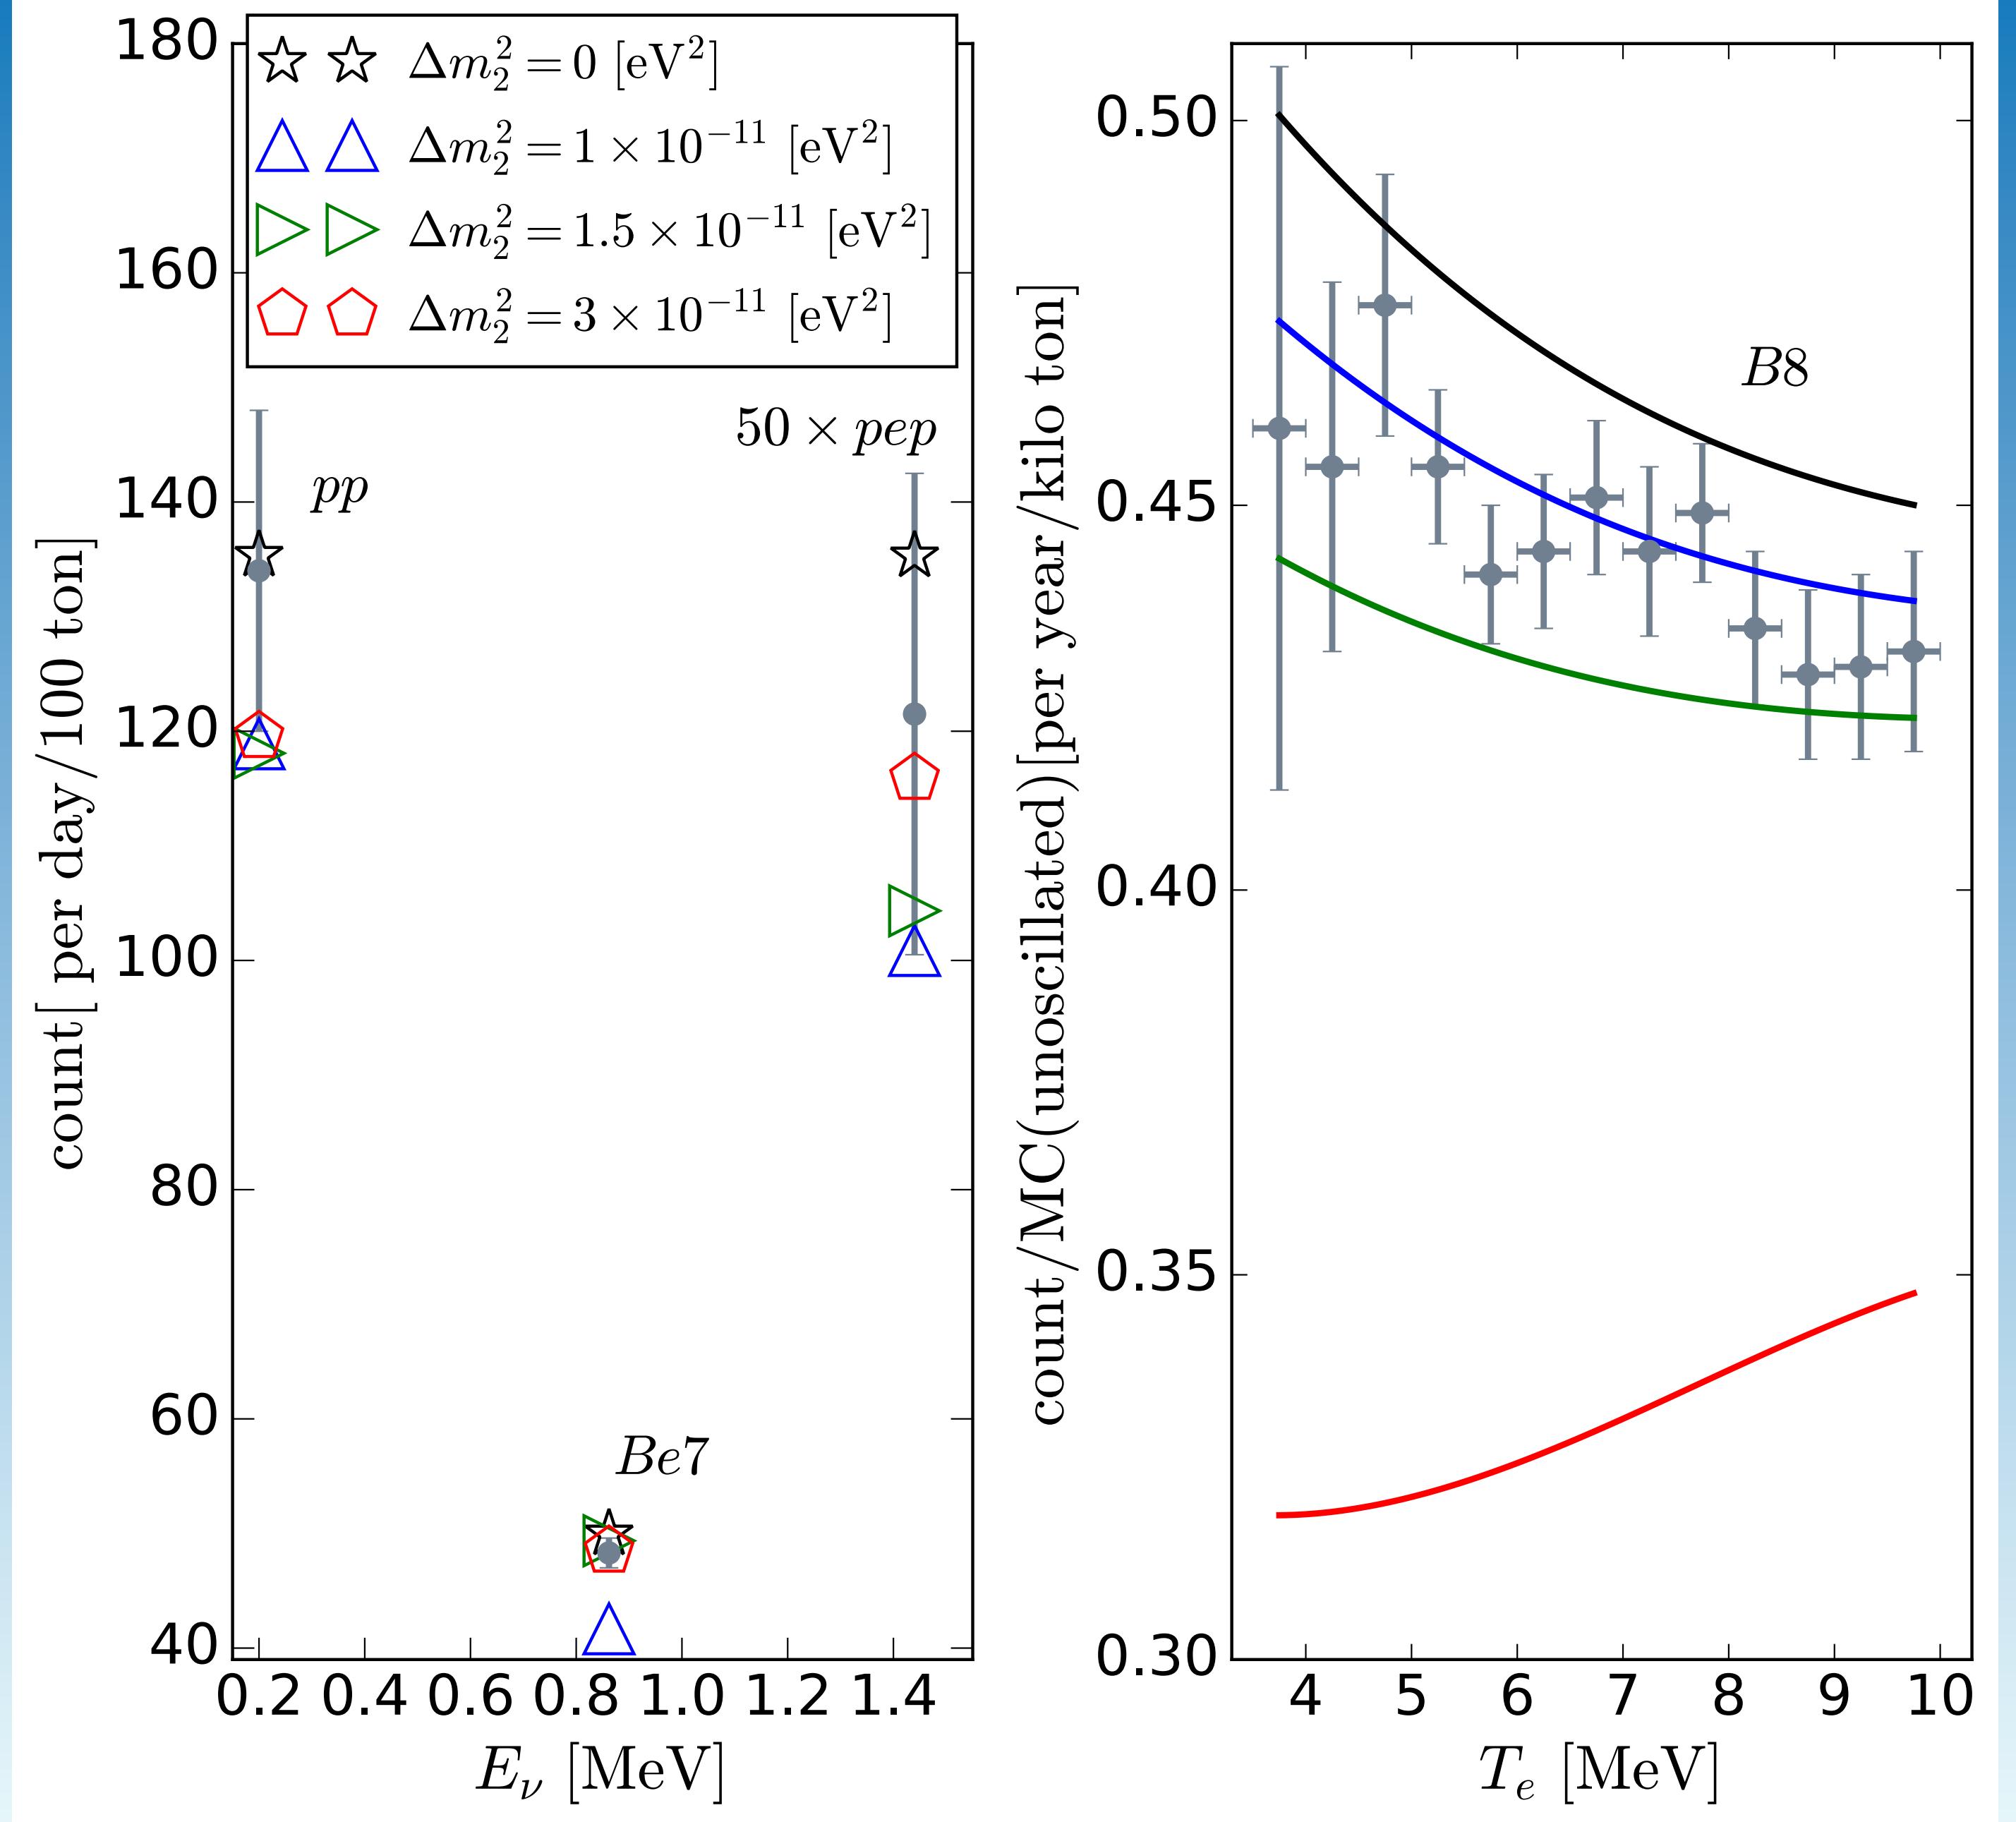 Δm₂² = 0 [eV²]
Δm₂² = 1 × 10⁻¹¹ [eV²]
Δm₂² = 1.5 × 10⁻¹¹ [eV²]
Δm₂² = 3 × 10⁻¹¹ [eV²]
180
160
140
120
100
80
60
40
count[ per day/100 ton]
pp
50 × pep
Be7
0.2 0.4 0.6 0.8 1.0 1.2 1.4
E_ν [MeV]
0.50
0.45
0.40
0.35
0.30
count/MC(unoscillated)[per year/kilo ton]
B8
4 5 6 7 8 9 10
T_e [MeV]